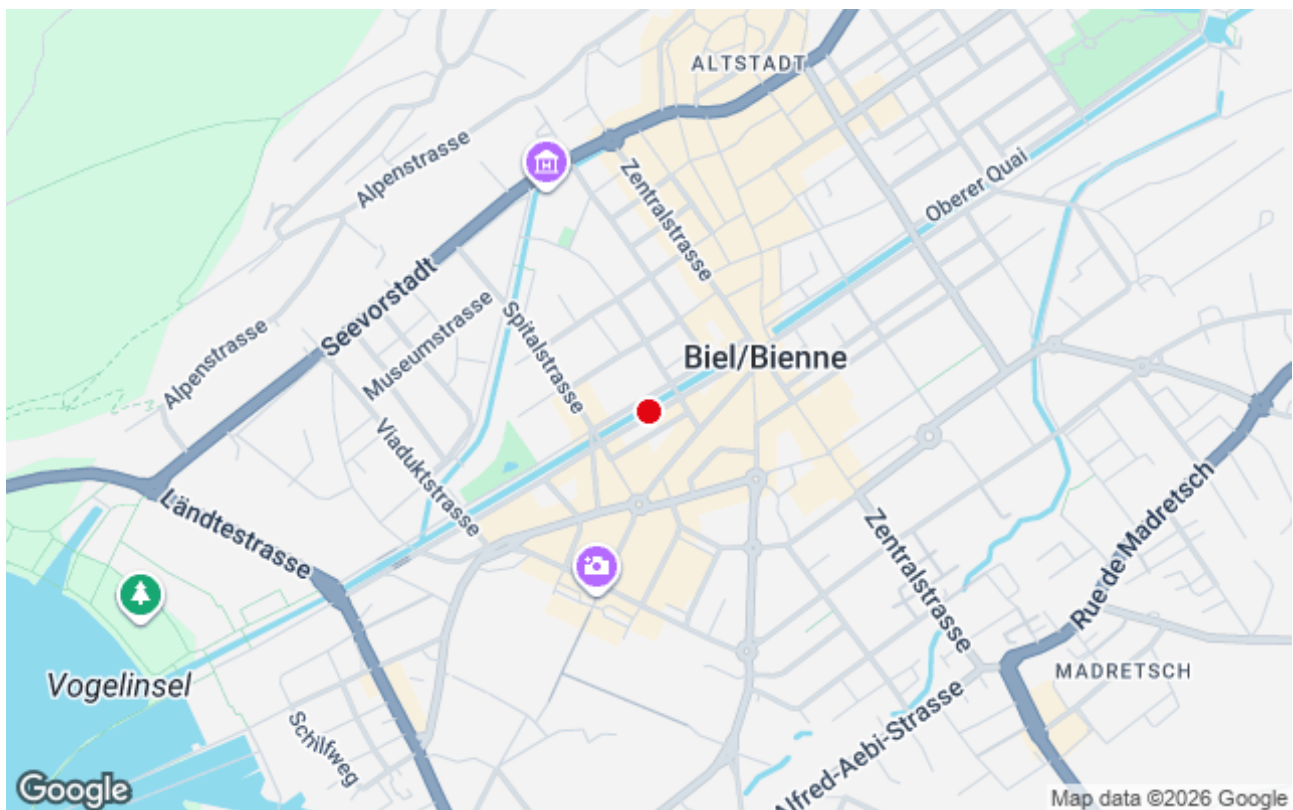 ALTSTADT
Alpenstrasse
Zentralstrasse
Oberer Quai
Seevorstadt
Museumstrasse
Spitalstrasse
Alpenstrasse
Biel/Bienne
Viaduktstrasse
Ländtestrasse
Zentralstrasse
Rue de Madretsch
Vogelinsel
MADRETSCH
Schilfweg
Alfred-Aebi-Strasse
Google
Map data ©2026 Google